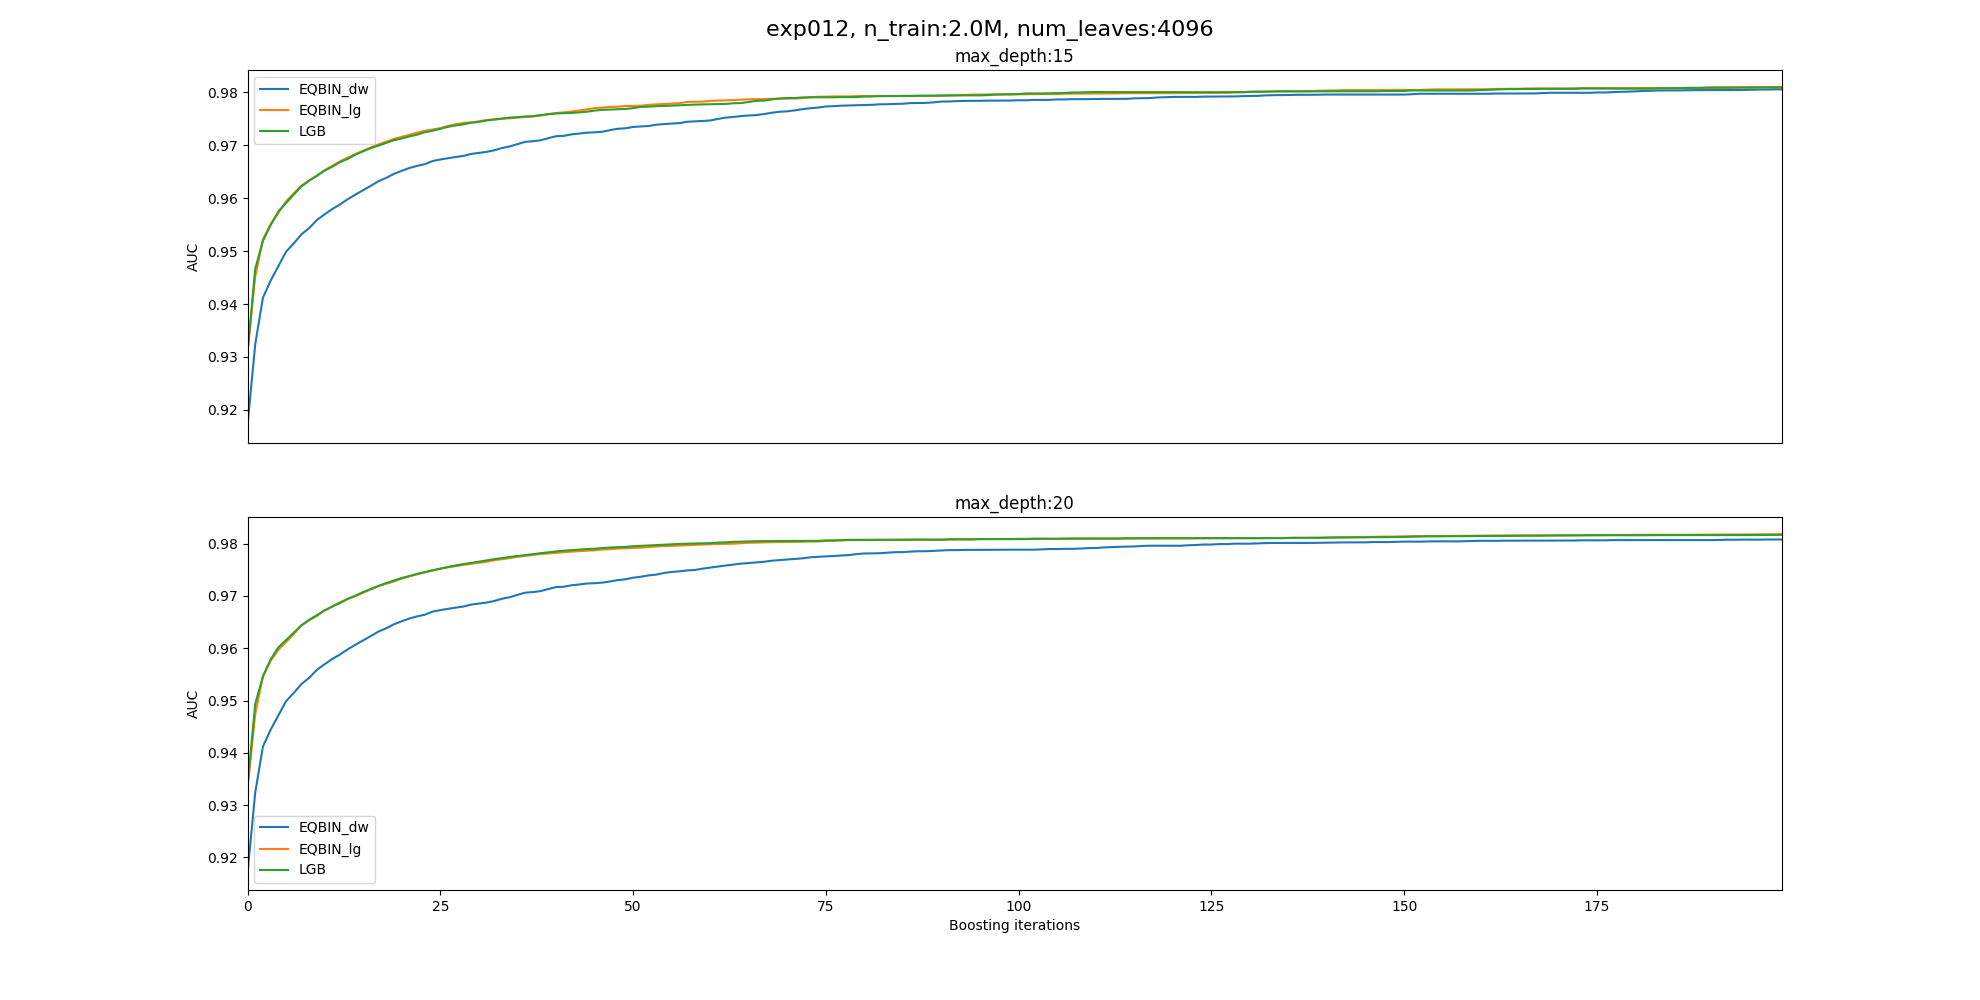 exp012, n_train:2.0M, num_leaves:4096
max_depth:15
EQBIN_dw
EQBIN_lg
LGB
0.98
0.97
0.96
0.95
0.94
0.93
0.92
AUC
max_depth:20
0.98
0.97
0.96
0.95
0.94
0.93
0.92
AUC
EQBIN_dw
EQBIN_lg
LGB
0 25 50 75 100 125 150 175
Boosting iterations